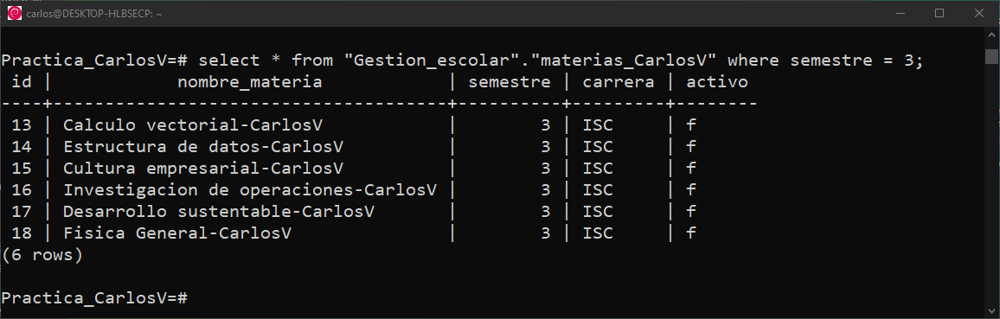 carlos@DESKTOP-HLBSECP: ~
Practica_CarlosV=# select * from "Gestion_escolar"."materias_CarlosV" where semestre = 3;
 id |            nombre_materia            | semestre | carrera | activo
----+--------------------------------------+----------+---------+--------
 13 | Calculo vectorial-CarlosV            |        3 | ISC     | f
 14 | Estructura de datos-CarlosV          |        3 | ISC     | f
 15 | Cultura empresarial-CarlosV          |        3 | ISC     | f
 16 | Investigacion de operaciones-CarlosV |        3 | ISC     | f
 17 | Desarrollo sustentable-CarlosV       |        3 | ISC     | f
 18 | Fisica General-CarlosV               |        3 | ISC     | f
(6 rows)
Practica_CarlosV=#